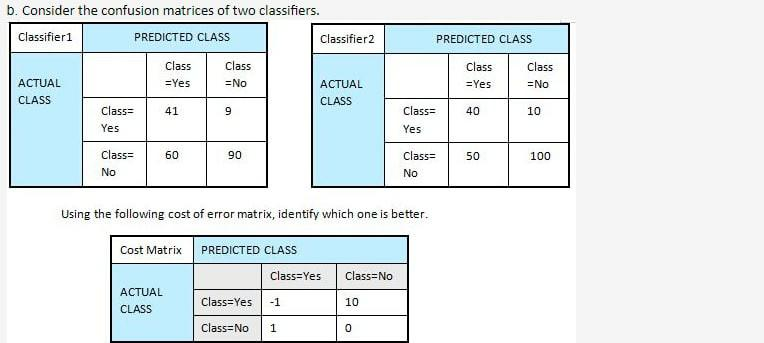 b. Consider the confusion matrices of two classifiers.
Classifier1 PREDICTED CLASS
Class =Yes Class =No
ACTUAL CLASS
Class= Yes 41 9
Class= No 60 90
Classifier2 PREDICTED CLASS
Class =Yes Class =No
ACTUAL CLASS
Class= Yes 40 10
Class= No 50 100
Using the following cost of error matrix, identify which one is better.
Cost Matrix PREDICTED CLASS
Class=Yes Class=No
ACTUAL CLASS
Class=Yes -1 10
Class=No 1 0